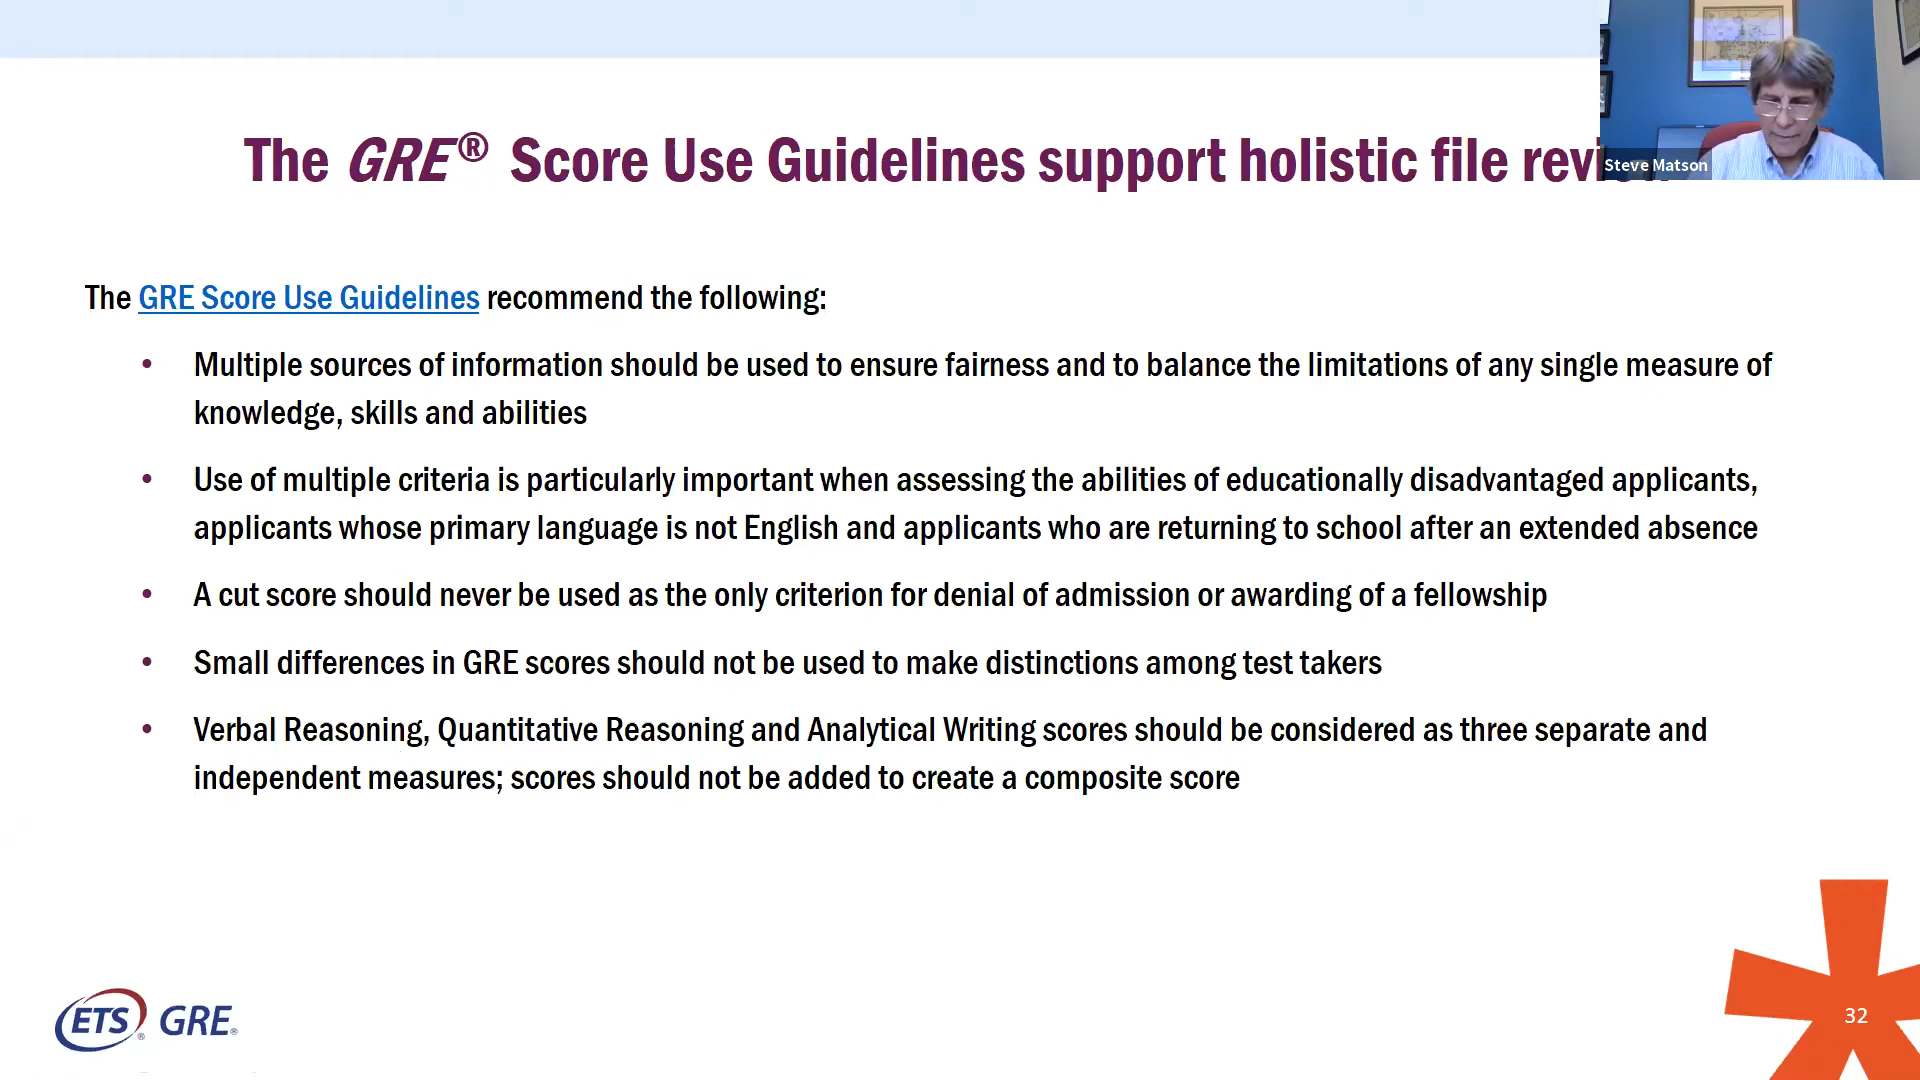 The GRE® Score Use Guidelines support holistic file
Steve Matson
The GRE Score Use Guidelines recommend the following:
• Multiple sources of information should be used to ensure fairness and to balance the limitations of any single measure of
knowledge, skills and abilities
• Use of multiple criteria is particularly important when assessing the abilities of educationally disadvantaged applicants,
applicants whose primary language is not English and applicants who are returning to school after an extended absence
• A cut score should never be used as the only criterion for denial of admission or awarding of a fellowship
• Small differences in GRE scores should not be used to make distinctions among test takers
• Verbal Reasoning, Quantitative Reasoning and Analytical Writing scores should be considered as three separate and
independent measures; scores should not be added to create a composite score
ETS® GRE®
32